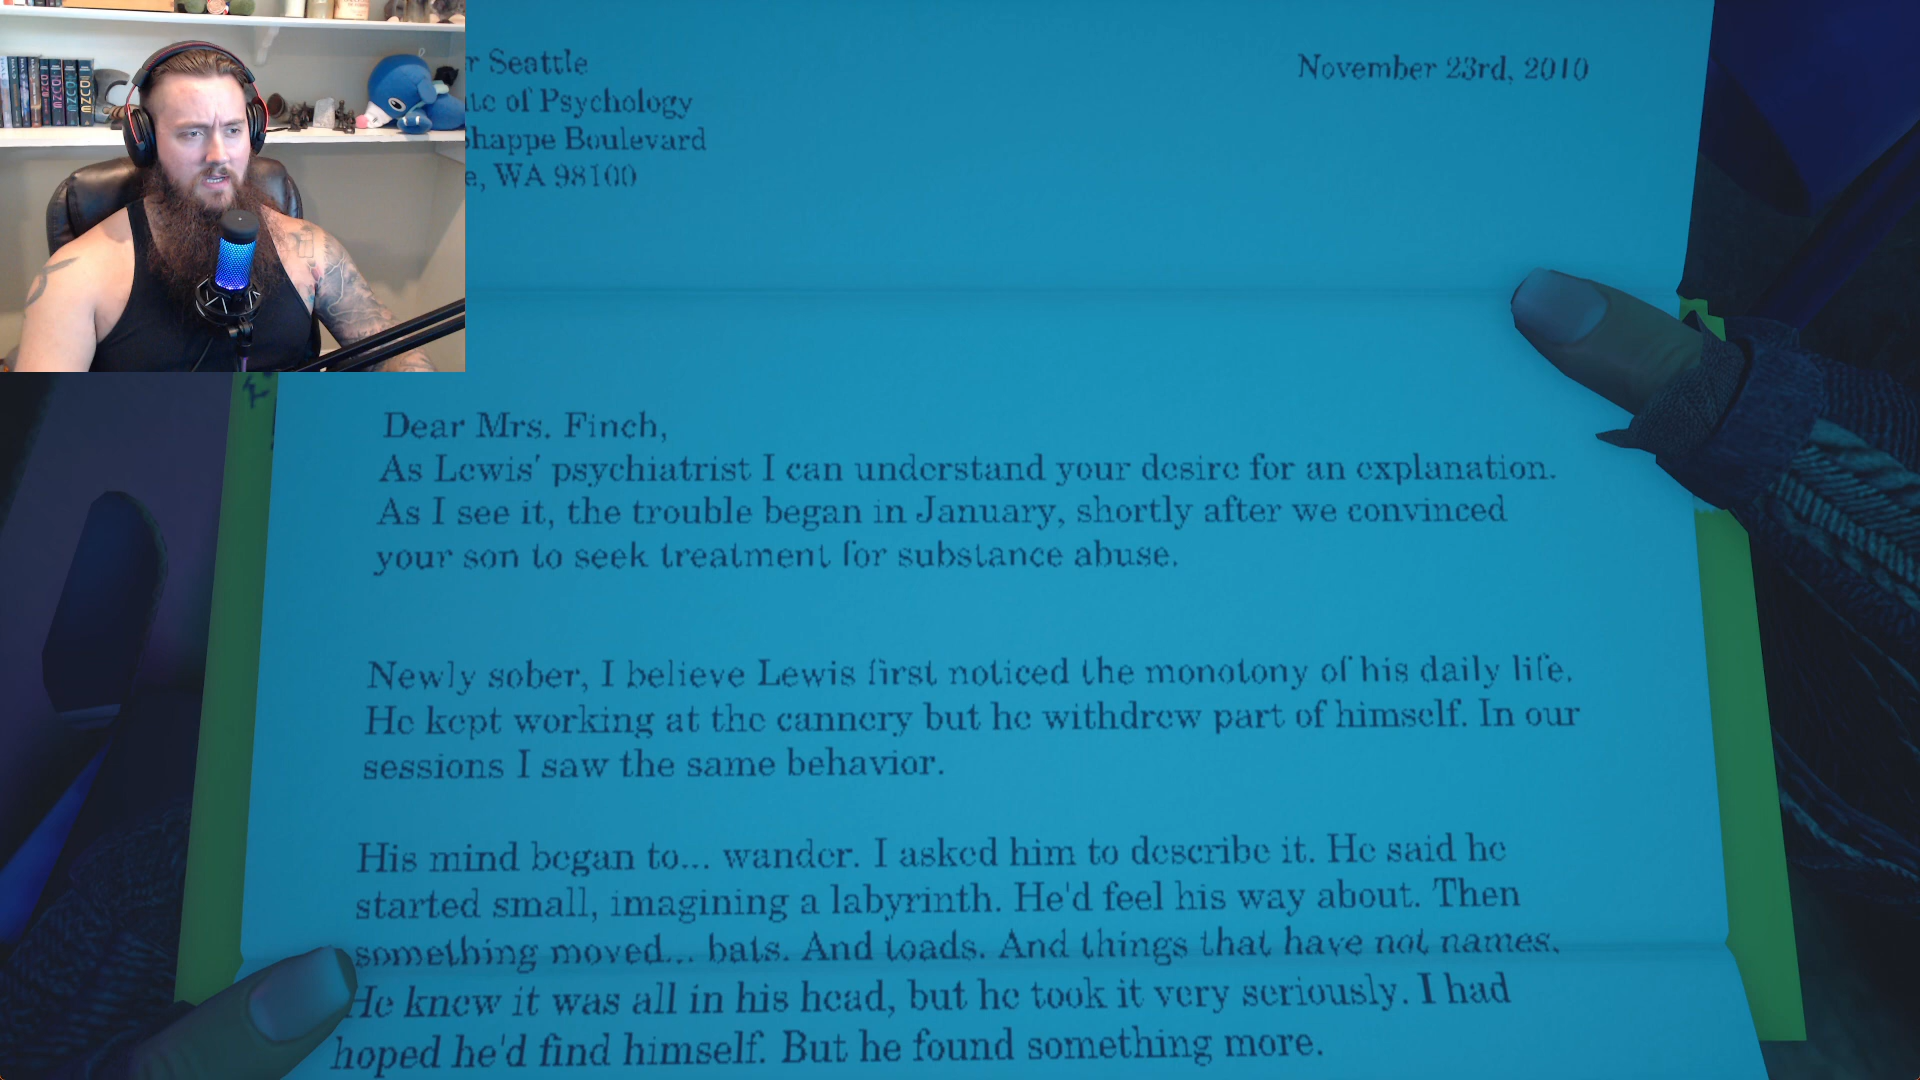 r Seattle
te of Psychology
Shappe Boulevard
e, WA 98100
November 23rd, 2010
Dear Mrs. Finch,
As Lewis' psychiatrist I can understand your desire for an explanation.
As I see it, the trouble began in January, shortly after we convinced
your son to seek treatment for substance abuse.
Newly sober, I believe Lewis first noticed the monotony of his daily life.
He kept working at the cannery but he withdrew part of himself. In our
sessions I saw the same behavior.
His mind began to... wander. I asked him to describe it. He said he
started small, imagining a labyrinth. He'd feel his way about. Then
something moved... bats. And toads. And things that have not names.
He knew it was all in his head, but he took it very seriously. I had
hoped he'd find himself. But he found something more.
DUNE